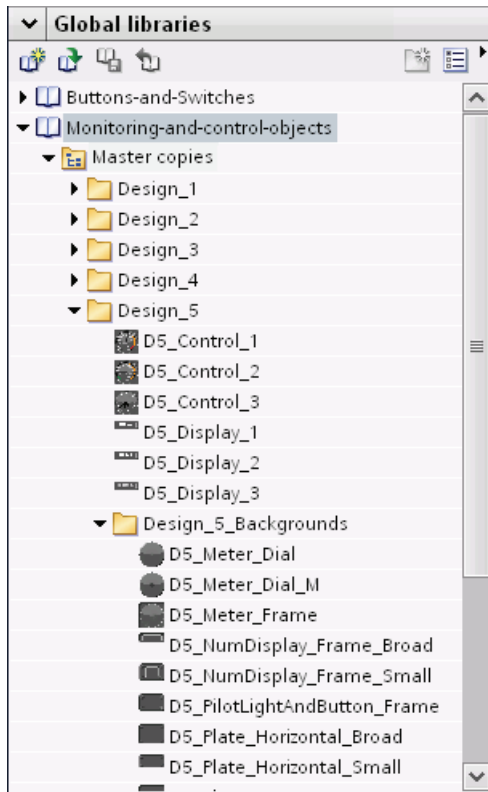 Global libraries
Buttons-and-Switches
Monitoring-and-control-objects
Master copies
Design_1
Design_2
Design_3
Design_4
Design_5
D5_Control_1
D5_Control_2
D5_Control_3
D5_Display_1
D5_Display_2
D5_Display_3
Design_5_Backgrounds
D5_Meter_Dial
D5_Meter_Dial_M
D5_Meter_Frame
D5_NumDisplay_Frame_Broad
D5_NumDisplay_Frame_Small
D5_PilotLightAndButton_Frame
D5_Plate_Horizontal_Broad
D5_Plate_Horizontal_Small